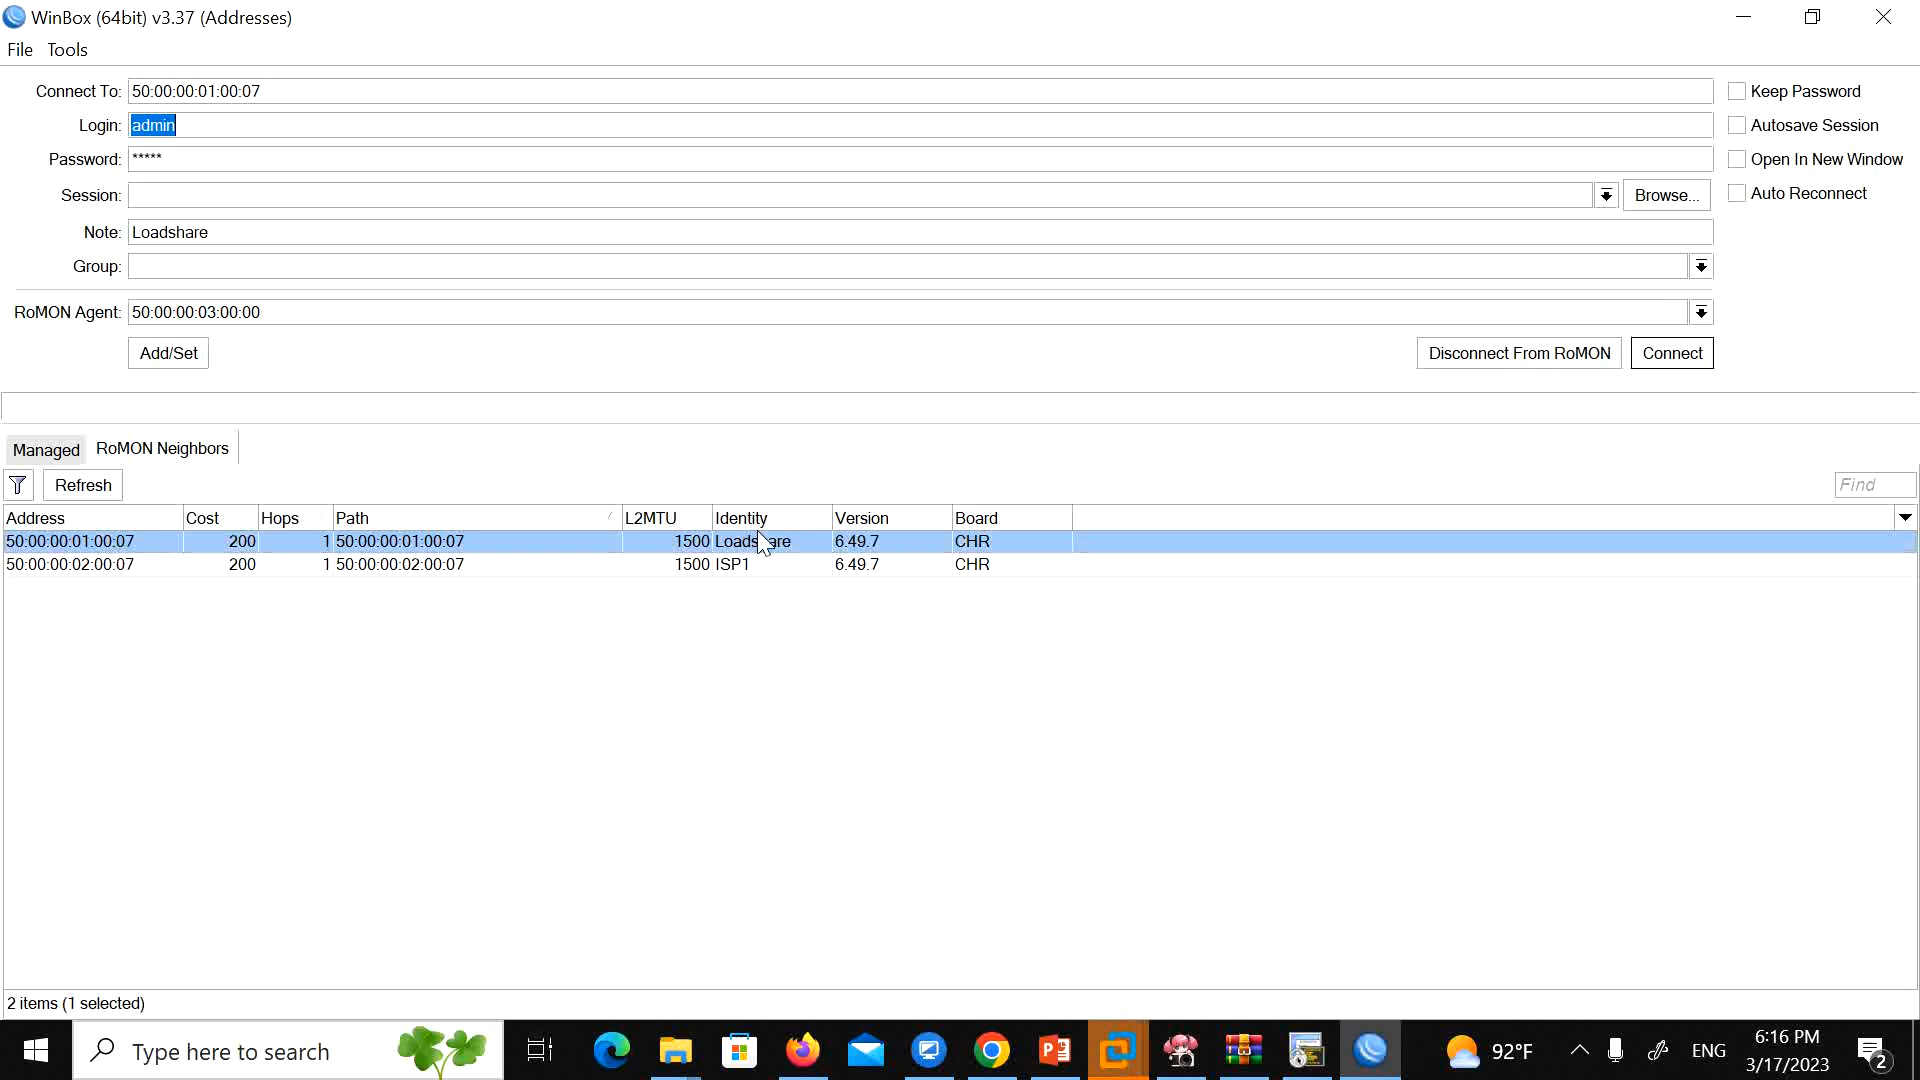 WinBox (64bit) v3.37 (Addresses)
File Tools
Connect To: 50:00:00:01:00:07
Keep Password
Login: admin
Autosave Session
Password: *****
Open In New Window
Session:
Browse...
Auto Reconnect
Note: Loadshare
Group:
RoMON Agent: 50:00:00:03:00:00
Add/Set
Disconnect From RoMON
Connect
Managed RoMON Neighbors
Refresh
Find
Address Cost Hops Path L2MTU Identity Version Board
50:00:00:01:00:07 200 1 50:00:00:01:00:07 1500 Loadshare 6.49.7 CHR
50:00:00:02:00:07 200 1 50:00:00:02:00:07 1500 ISP1 6.49.7 CHR
2 items (1 selected)
Type here to search
92°F
ENG
6:16 PM
3/17/2023
2